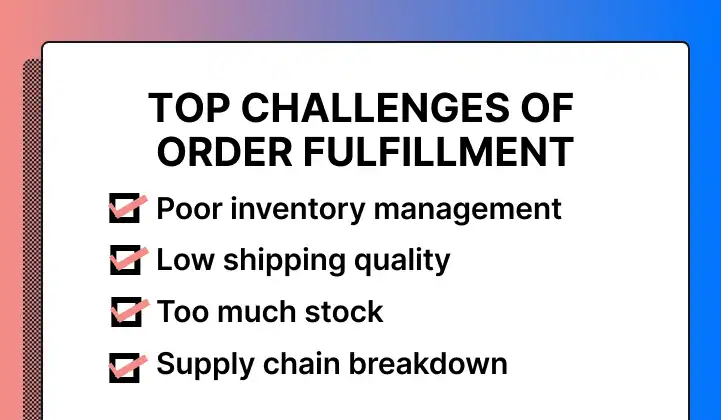 TOP CHALLENGES OF
ORDER FULFILLMENT
Poor inventory management
Low shipping quality
Too much stock
Supply chain breakdown